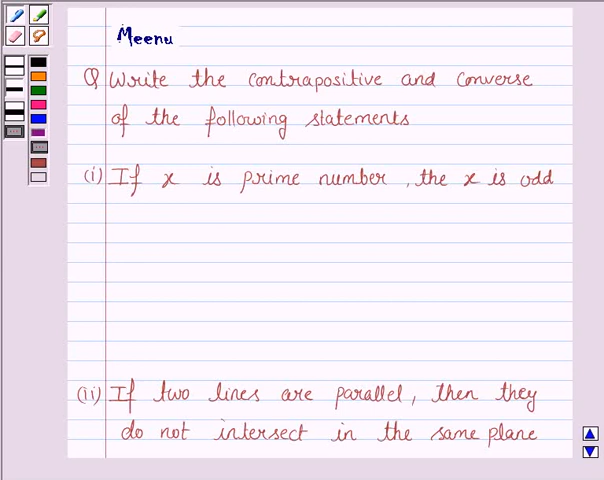 Meenu
Q Write the contrapositive and converse
of the following statements
(i) If x is prime number, the x is odd
(ii) If two lines are parallel, then they
do not intersect in the same plane